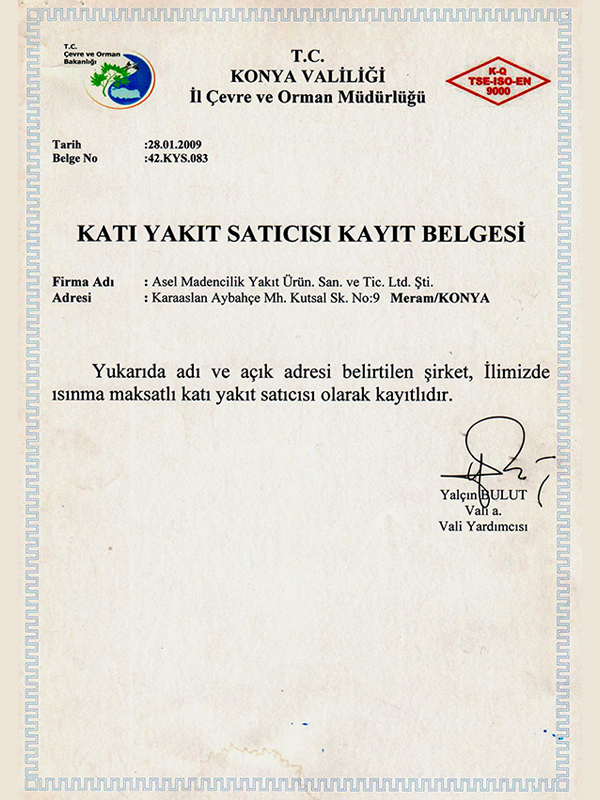 T.C.
Çevre ve Orman
Bakanlığı
T.C.
KONYA VALİLİĞİ
İl Çevre ve Orman Müdürlüğü
K-Q
TSE-ISO-EN
9000
Tarih :28.01.2009
Belge No :42.KYS.083
KATI YAKIT SATICISI KAYIT BELGESİ
Firma Adı : Asel Madencilik Yakıt Ürün. San. ve Tic. Ltd. Şti.
Adresi : Karaaslan Aybahçe Mh. Kutsal Sk. No:9 Meram/KONYA
Yukarıda adı ve açık adresi belirtilen şirket, İlimizde
ısınma maksatlı katı yakıt satıcısı olarak kayıtlıdır.
Yalçın BULUT
Vali a.
Vali Yardımcısı